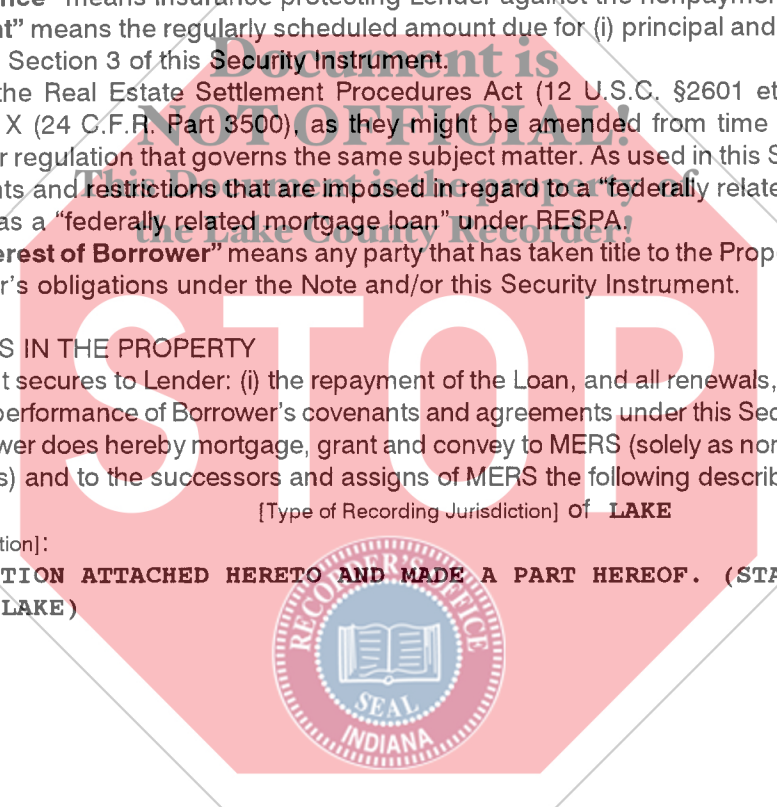 ance” means insurance protecting Lender against the nonpayment
nt” means the regularly scheduled amount due for (i) principal and
Section 3 of this Security Instrument.
Document is
the Real Estate Settlement Procedures Act (12 U.S.C. §2601 et
X (24 C.F.R. Part 3500), as they might be amended from time
NOT OFFICIAL!
r regulation that governs the same subject matter. As used in this S
nts and restrictions that are imposed in regard to a “federally relate
This Document is the property of
as a “federally related mortgage loan” under RESPA.
the Lake County Recorder!
erest of Borrower” means any party that has taken title to the Prop
r’s obligations under the Note and/or this Security Instrument.
S IN THE PROPERTY
t secures to Lender: (i) the repayment of the Loan, and all renewals,
performance of Borrower’s covenants and agreements under this Sec
wer does hereby mortgage, grant and convey to MERS (solely as nom
s) and to the successors and assigns of MERS the following describ
STOP
[Type of Recording Jurisdiction] of LAKE
tion]:
TION ATTACHED HERETO AND MADE A PART HEREOF. (STA
LAKE)
RECORDER'S OFFICE
SEAL
INDIANA